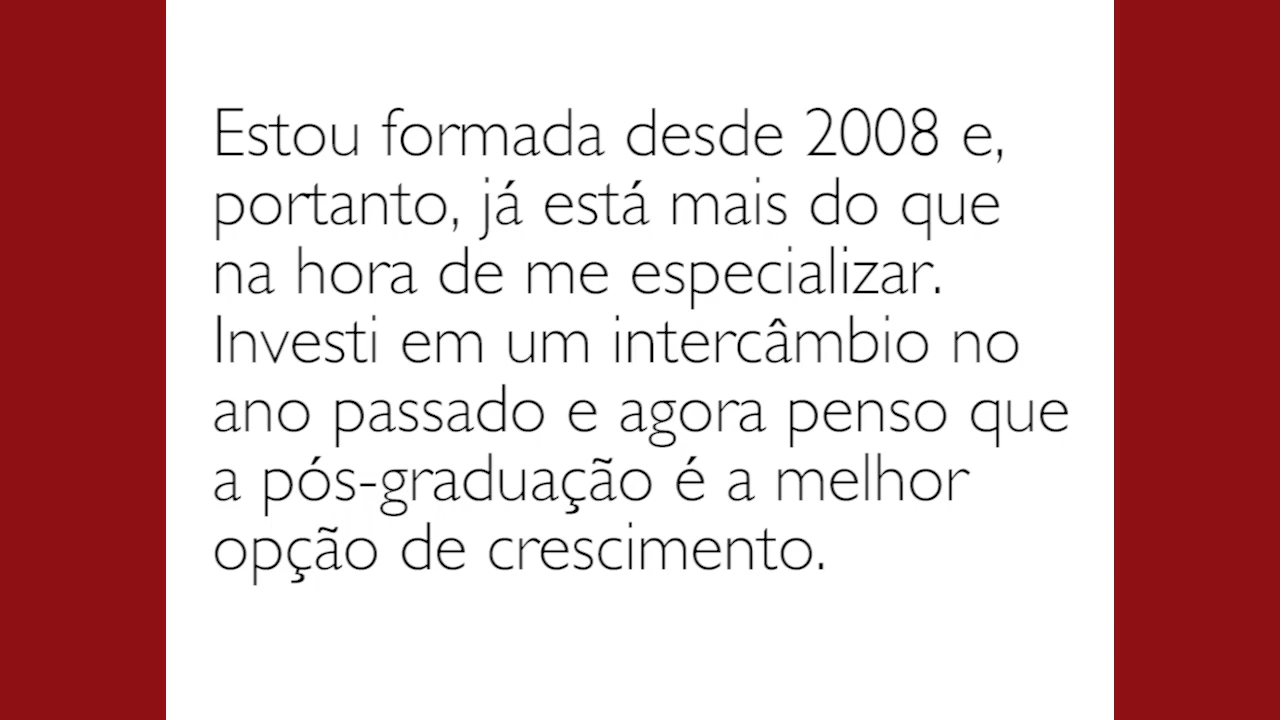 Estou formada desde 2008 e,
portanto, já está mais do que
na hora de me especializar.
Investi em um intercâmbio no
ano passado e agora penso que
a pós-graduação é a melhor
opção de crescimento.